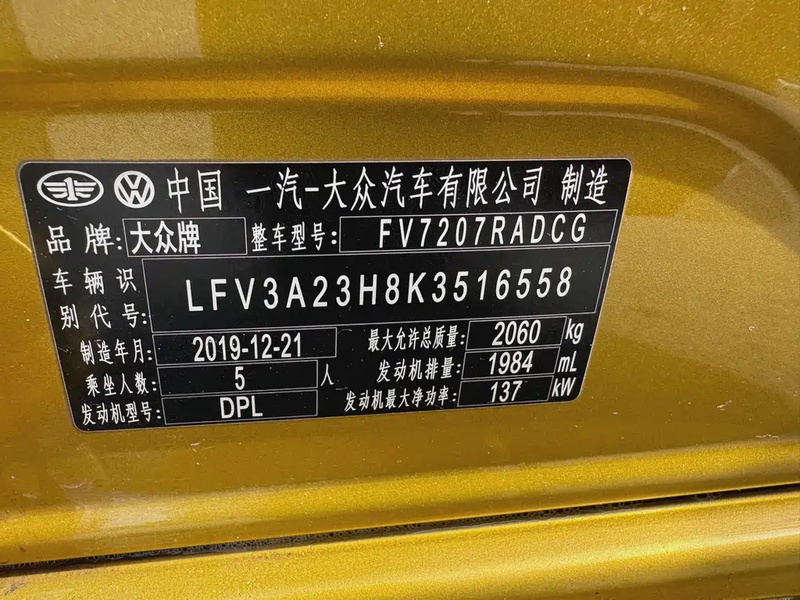 中国 一汽-大众汽车有限公司 制造
品牌: 大众牌 整车型号: FV7207RADCG
车辆识别代号: LFV3A23H8K3516558
制造年月: 2019-12-21 最大允许总质量: 2060 kg
乘坐人数: 5 人 发动机排量: 1984 mL
发动机型号: DPL 发动机最大净功率: 137 kW